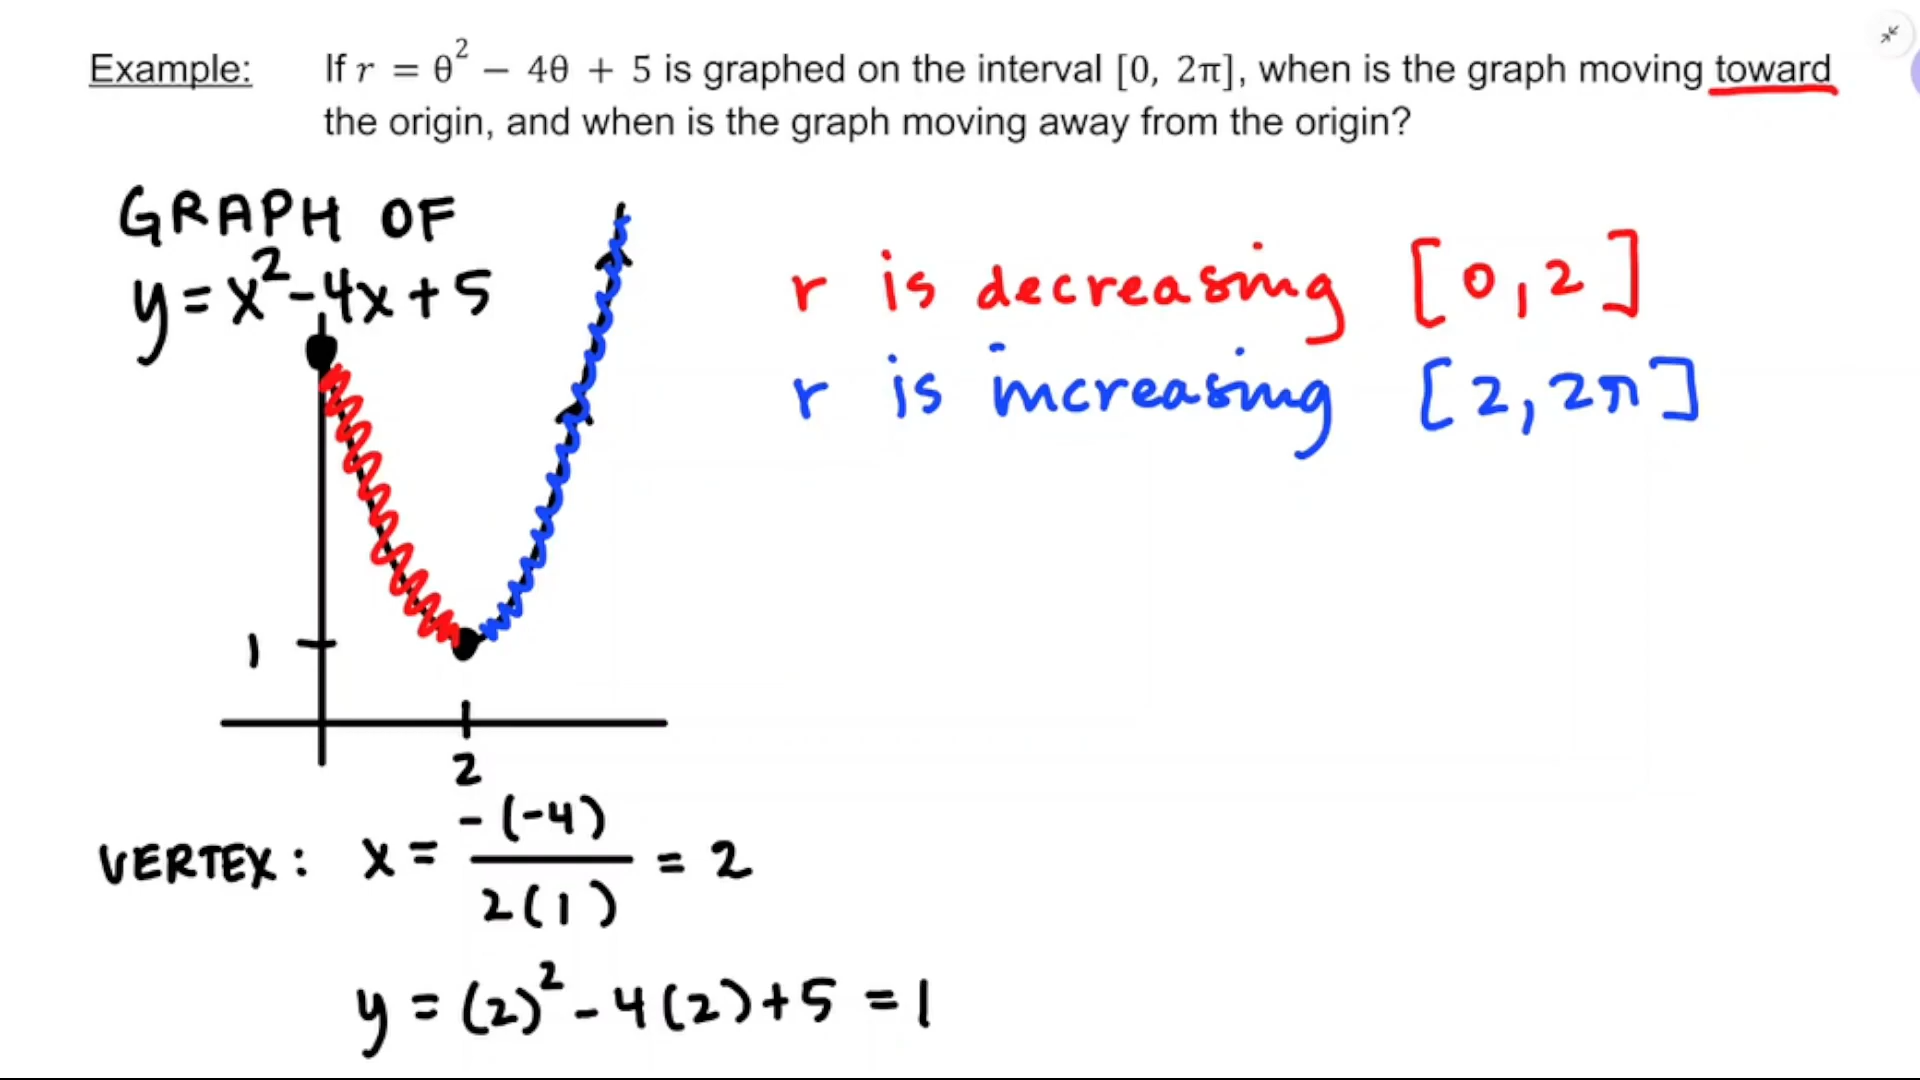 Example: If r = θ² − 4θ + 5 is graphed on the interval [0, 2π], when is the graph moving toward
the origin, and when is the graph moving away from the origin?
GRAPH OF
y = x² - 4x + 5
r is decreasing [0, 2]
r is increasing [2, 2π]
1
2
VERTEX: x = -(-4) / 2(1) = 2
y = (2)² - 4(2) + 5 = 1